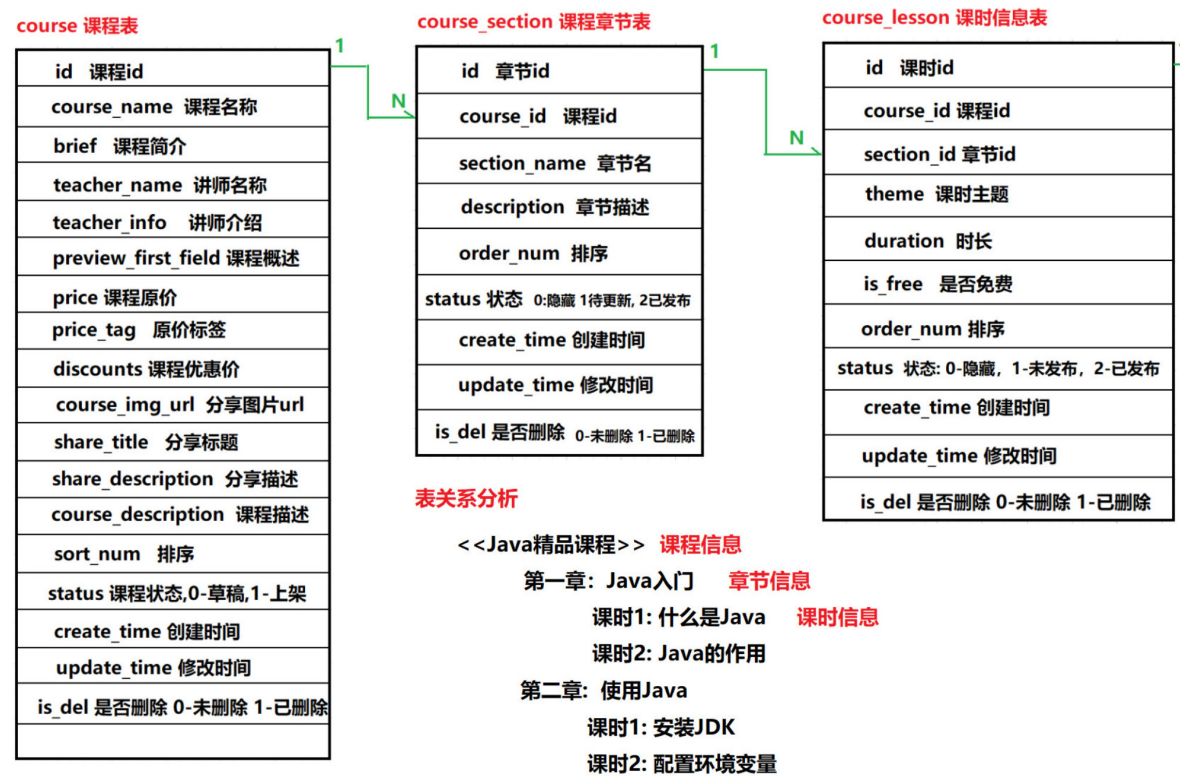 course 课程表
id 课程id
course_name 课程名称
brief 课程简介
teacher_name 讲师名称
teacher_info 讲师介绍
preview_first_field 课程概述
price 课程原价
price_tag 原价标签
discounts 课程优惠价
course_img_url 分享图片url
share_title 分享标题
share_description 分享描述
course_description 课程描述
sort_num 排序
status 课程状态,0-草稿,1-上架
create_time 创建时间
update_time 修改时间
is_del 是否删除 0-未删除 1-已删除
1
N
course_section 课程章节表
id 章节id
course_id 课程id
section_name 章节名
description 章节描述
order_num 排序
status 状态 0:隐藏 1待更新, 2已发布
create_time 创建时间
update_time 修改时间
is_del 是否删除 0-未删除 1-已删除
1
N
course_lesson 课时信息表
id 课时id
course_id 课程id
section_id 章节id
theme 课时主题
duration 时长
is_free 是否免费
order_num 排序
status 状态: 0-隐藏，1-未发布，2-已发布
create_time 创建时间
update_time 修改时间
is_del 是否删除 0-未删除 1-已删除
表关系分析
<<Java精品课程>> 课程信息
第一章：Java入门 章节信息
课时1: 什么是Java 课时信息
课时2: Java的作用
第二章: 使用Java
课时1: 安装JDK
课时2: 配置环境变量